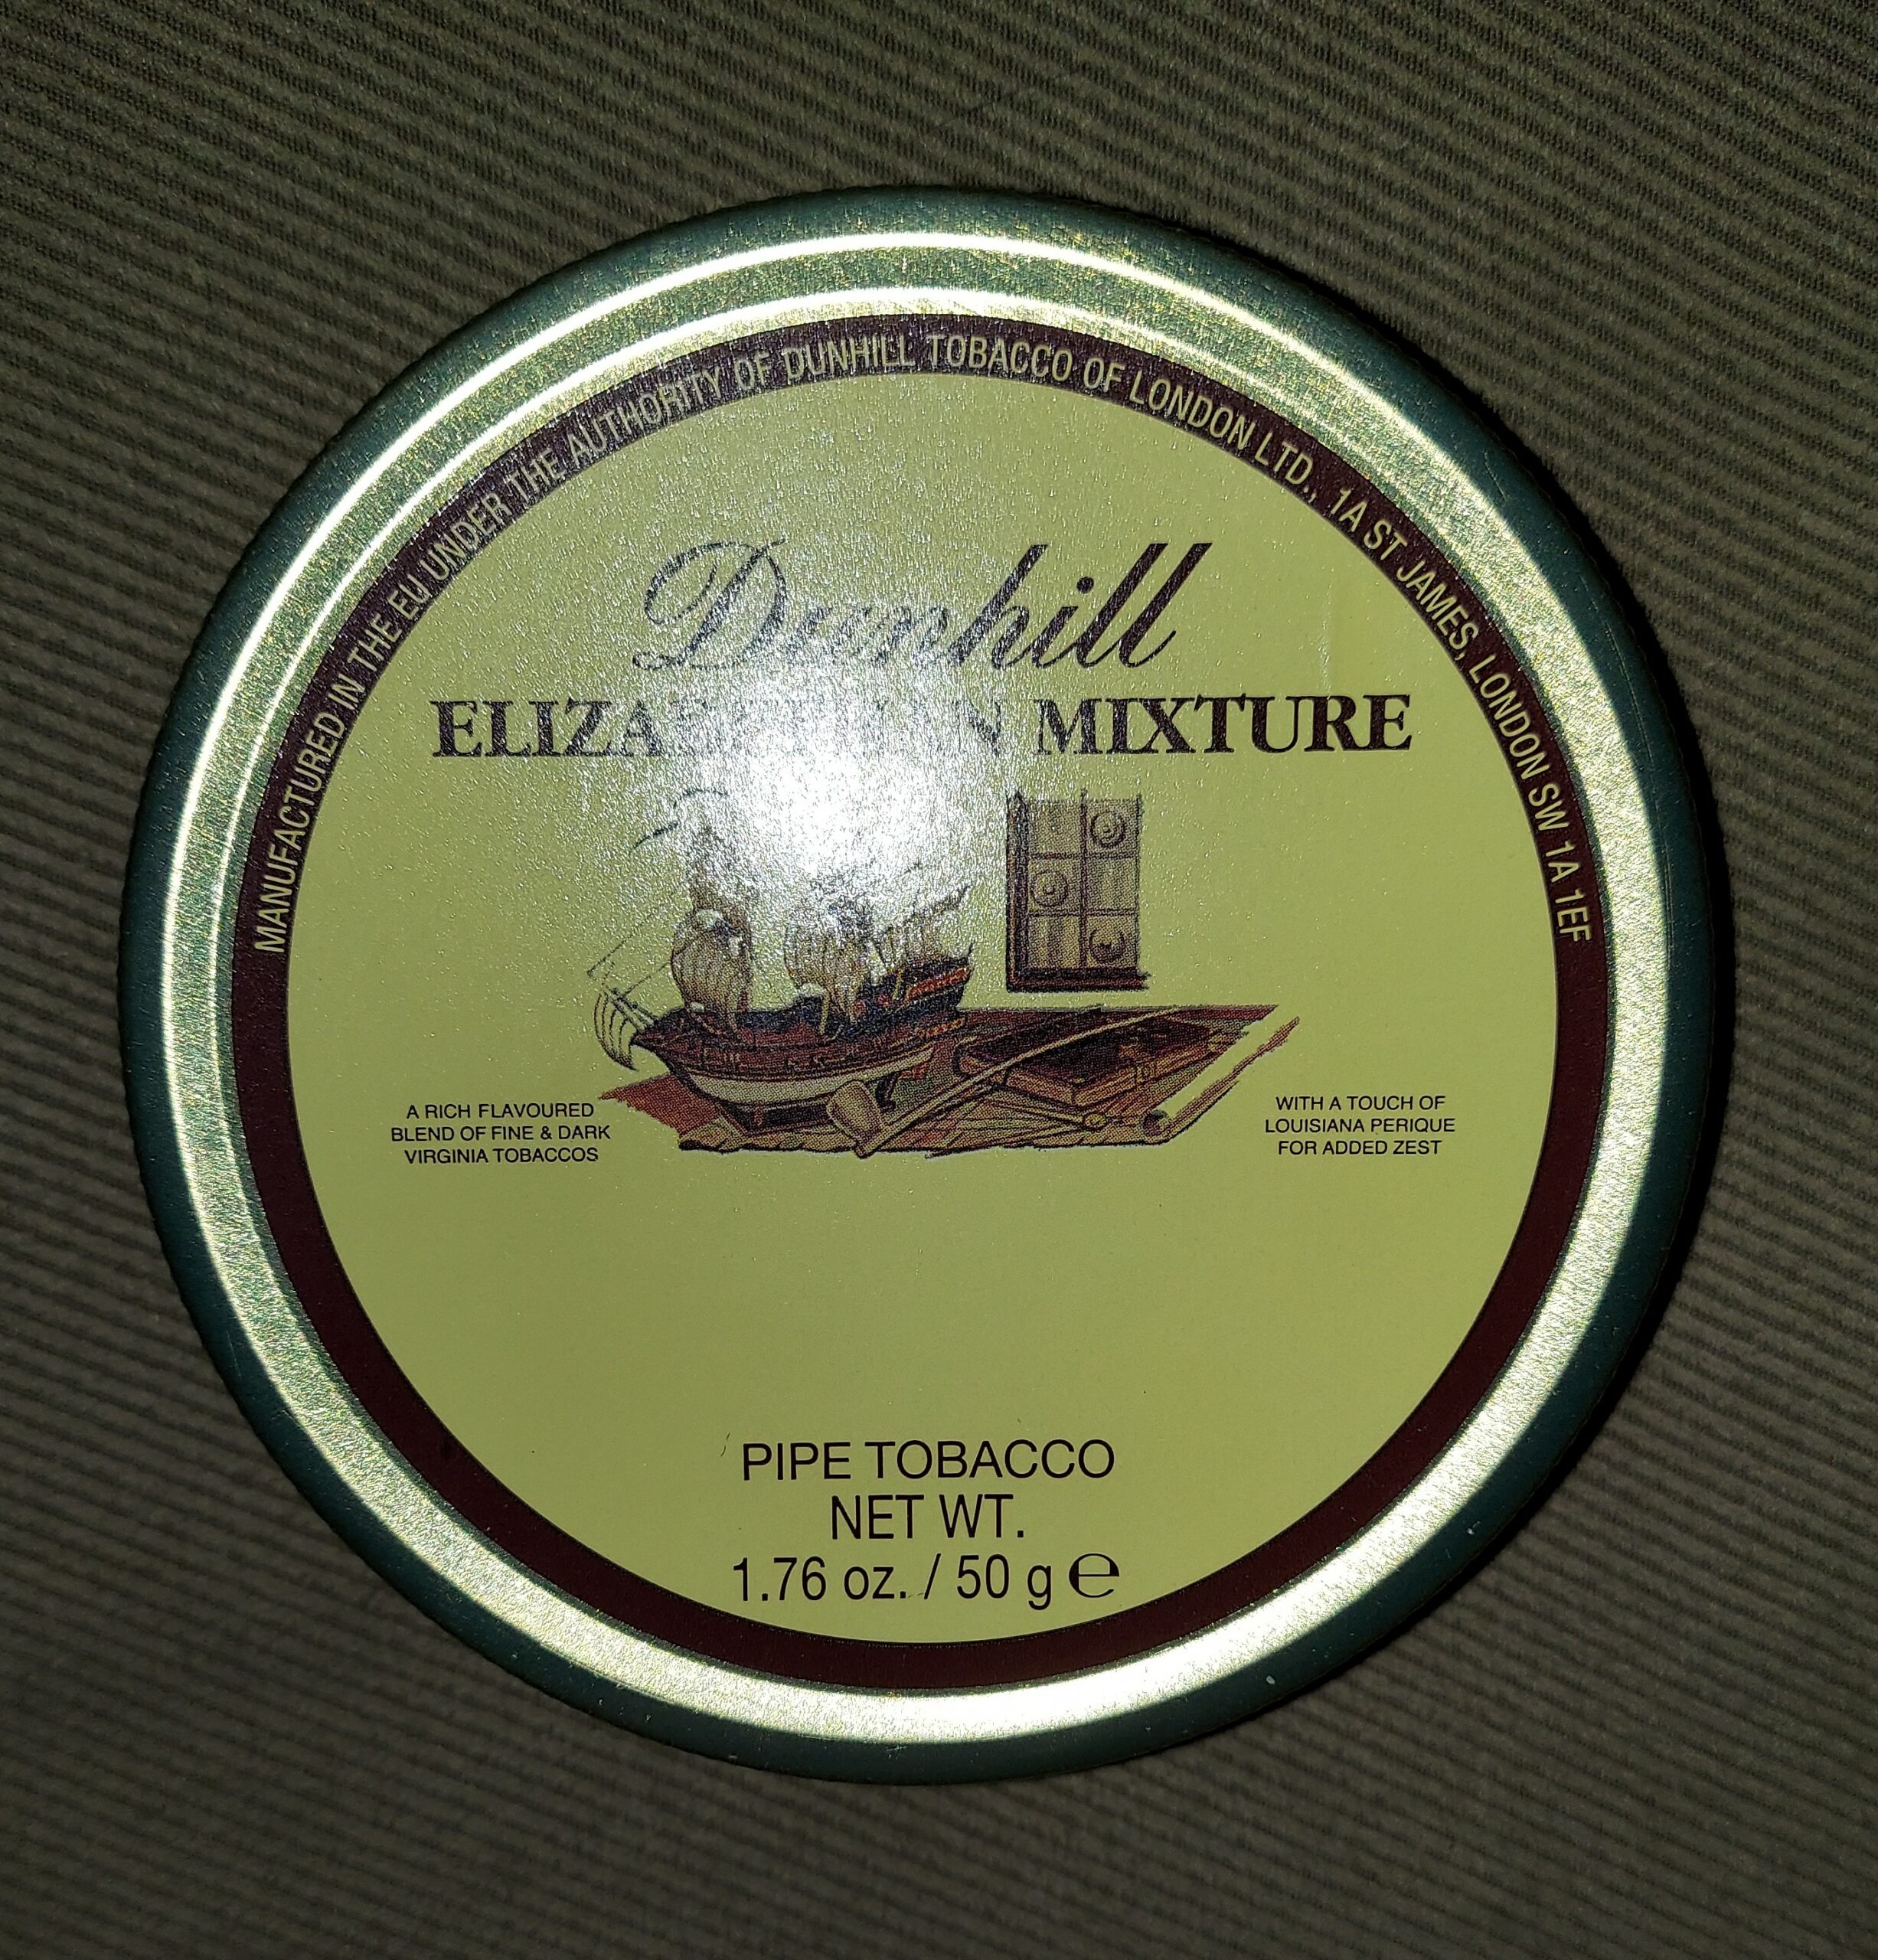 MANUFACTURED IN THE EU UNDER THE AUTHORITY OF DUNHILL TOBACCO OF LONDON LTD., 1A ST JAMES, LONDON SW 1A 1EF
Dunhill
ELIZABETHAN MIXTURE
A RICH FLAVOURED
BLEND OF FINE & DARK
VIRGINIA TOBACCOS
WITH A TOUCH OF
LOUISIANA PERIQUE
FOR ADDED ZEST
PIPE TOBACCO
NET WT.
1.76 oz. / 50 g ℮